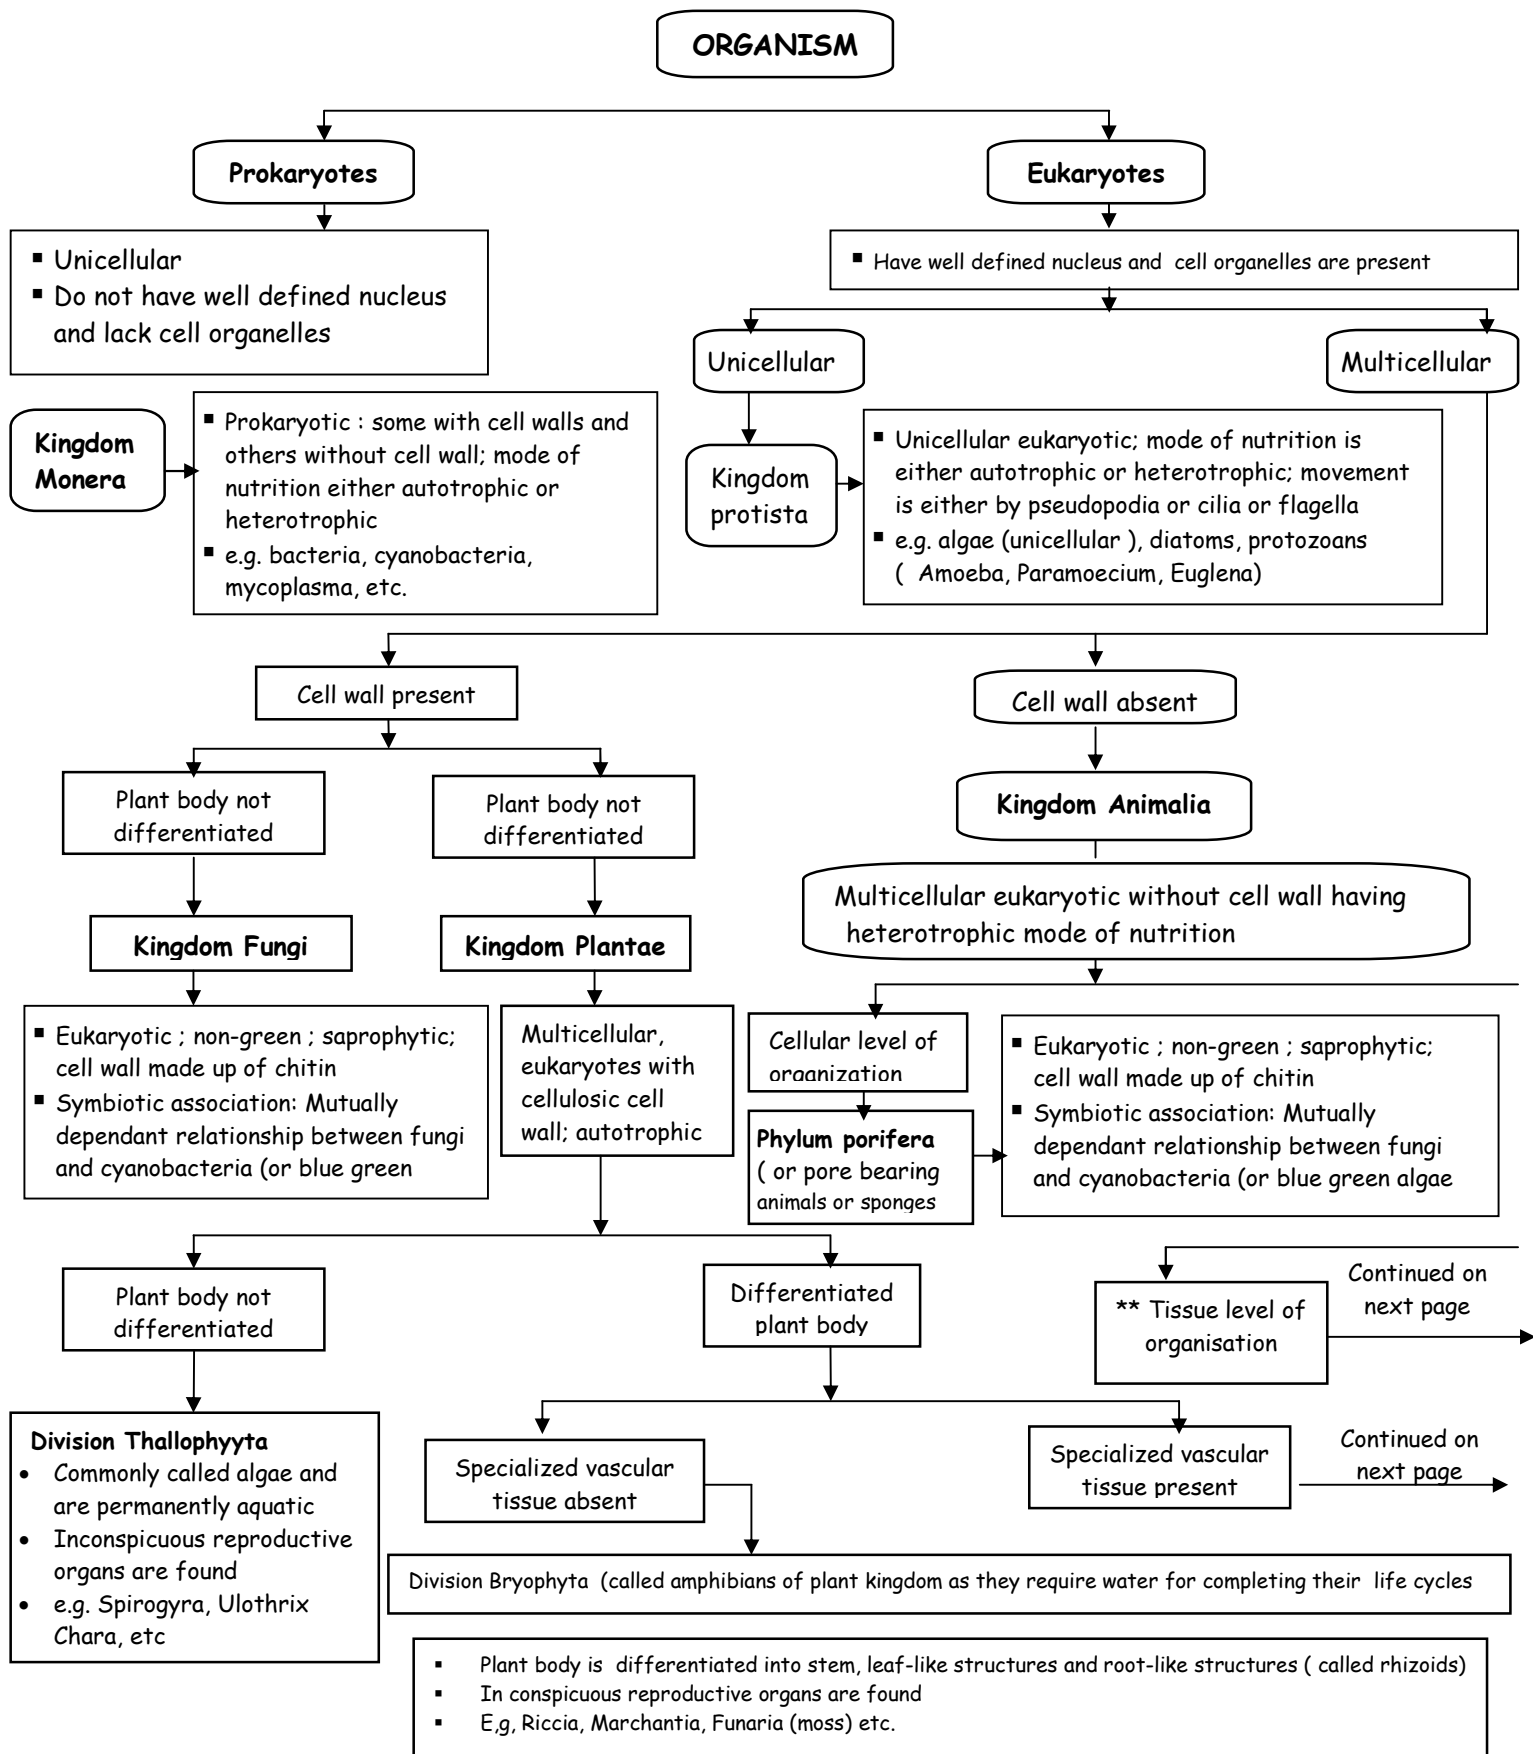 ORGANISM
Prokaryotes
Eukaryotes
▪ Unicellular
▪ Do not have well defined nucleus
and lack cell organelles
▪ Have well defined nucleus and cell organelles are present
Unicellular
Multicellular
Kingdom
Monera
▪ Prokaryotic : some with cell walls and
others without cell wall; mode of
nutrition either autotrophic or
heterotrophic
▪ e.g. bacteria, cyanobacteria,
mycoplasma, etc.
Kingdom
protista
▪ Unicellular eukaryotic; mode of nutrition is
either autotrophic or heterotrophic; movement
is either by pseudopodia or cilia or flagella
▪ e.g. algae (unicellular ), diatoms, protozoans
( Amoeba, Paramoecium, Euglena)
Cell wall present
Cell wall absent
Plant body not
differentiated
Plant body not
differentiated
Kingdom Animalia
Kingdom Fungi
Kingdom Plantae
Multicellular eukaryotic without cell wall having
heterotrophic mode of nutrition
▪ Eukaryotic ; non-green ; saprophytic;
cell wall made up of chitin
▪ Symbiotic association: Mutually
dependant relationship between fungi
and cyanobacteria (or blue green
Multicellular,
eukaryotes with
cellulosic cell
wall; autotrophic
Cellular level of
organization
Phylum porifera
( or pore bearing
animals or sponges
▪ Eukaryotic ; non-green ; saprophytic;
cell wall made up of chitin
▪ Symbiotic association: Mutually
dependant relationship between fungi
and cyanobacteria (or blue green algae
Plant body not
differentiated
Differentiated
plant body
** Tissue level of
organisation
Continued on
next page
Division Thallophyyta
• Commonly called algae and
are permanently aquatic
• Inconspicuous reproductive
organs are found
• e.g. Spirogyra, Ulothrix
Chara, etc
Specialized vascular
tissue absent
Specialized vascular
tissue present
Continued on
next page
Division Bryophyta (called amphibians of plant kingdom as they require water for completing their life cycles
▪ Plant body is differentiated into stem, leaf-like structures and root-like structures ( called rhizoids)
▪ In conspicuous reproductive organs are found
▪ E,g, Riccia, Marchantia, Funaria (moss) etc.